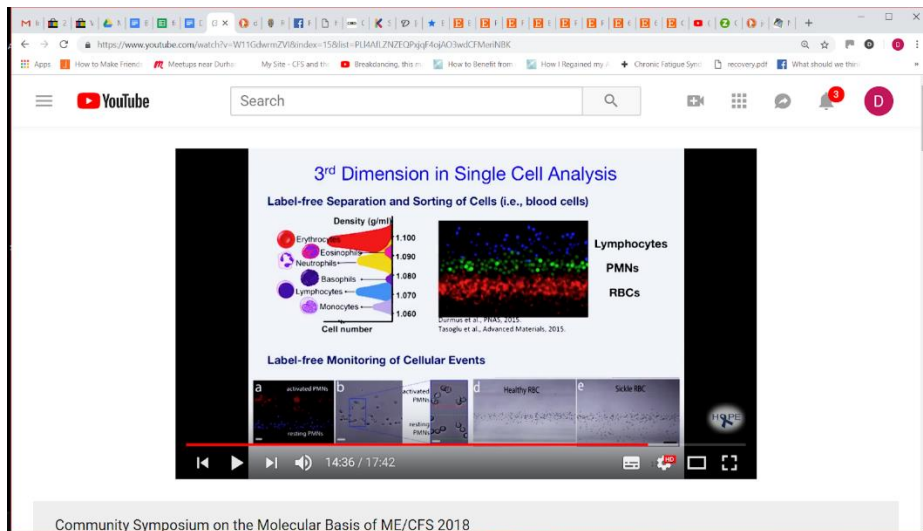 https://www.youtube.com/watch?v=W11GdwrmZVI&index=15&list=PLl4AfLZNZEQPxjqF4ojAO3wdCFMoriNBK
Apps
How to Make Friend
Meetups near Durha
My Site - CFS and th
Breakdancing, this m
How to Benefit from
How I Regained my A
Chronic Fatigue Synd
recovery.pdf
What should we thin
YouTube
Search
3
D
3rd Dimension in Single Cell Analysis
Label-free Separation and Sorting of Cells (i.e., blood cells)
Density (g/ml)
Erythrocytes
Eosinophils
Neutrophils
Basophils
Lymphocytes
Monocytes
1.100
1.090
1.080
1.070
1.060
Cell number
Lymphocytes
PMNs
RBCs
Durmus et al., PNAS, 2015.
Tasoglu et al., Advanced Materials, 2015.
Label-free Monitoring of Cellular Events
a
activated PMNs
resting PMNs
b
activated
PMNs
resting
PMNs
d
Healthy RBC
e
Sickle RBC
HOPE
14:36 / 17:42
HD
Community Symposium on the Molecular Basis of ME/CFS 2018